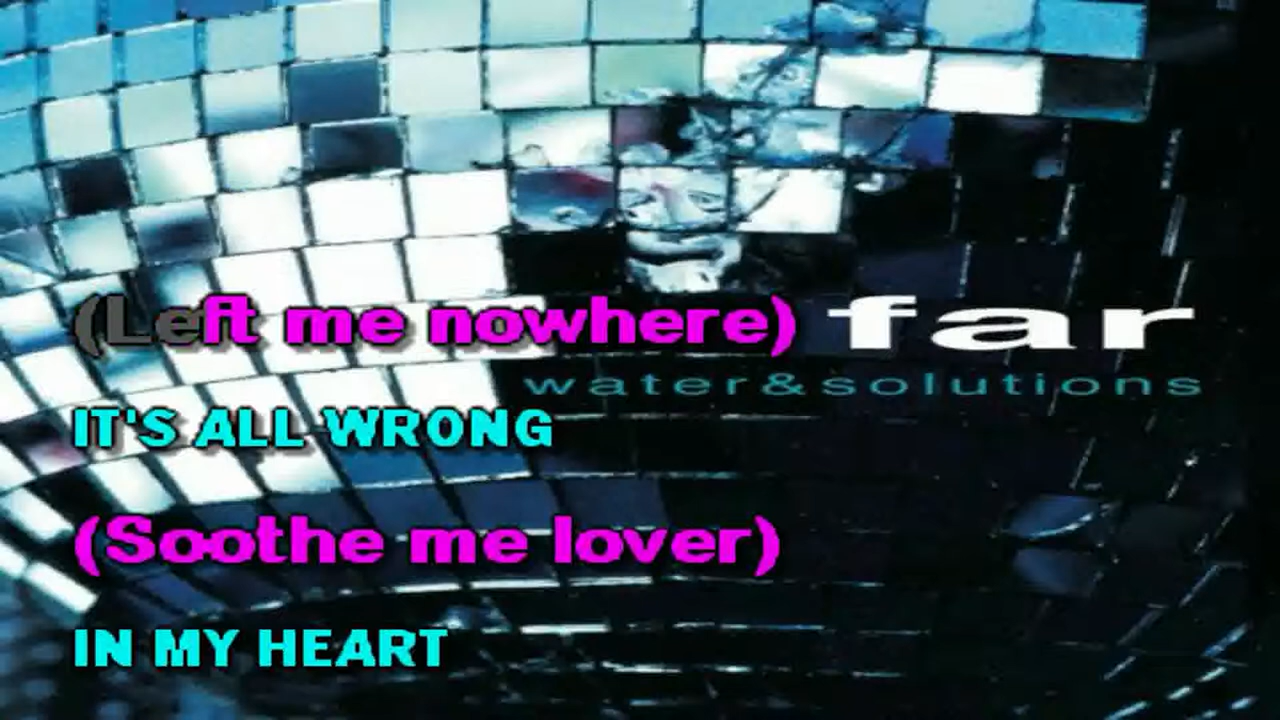 (Left me nowhere)
far
water&solutions
IT'S ALL WRONG
(Soothe me lover)
IN MY HEART